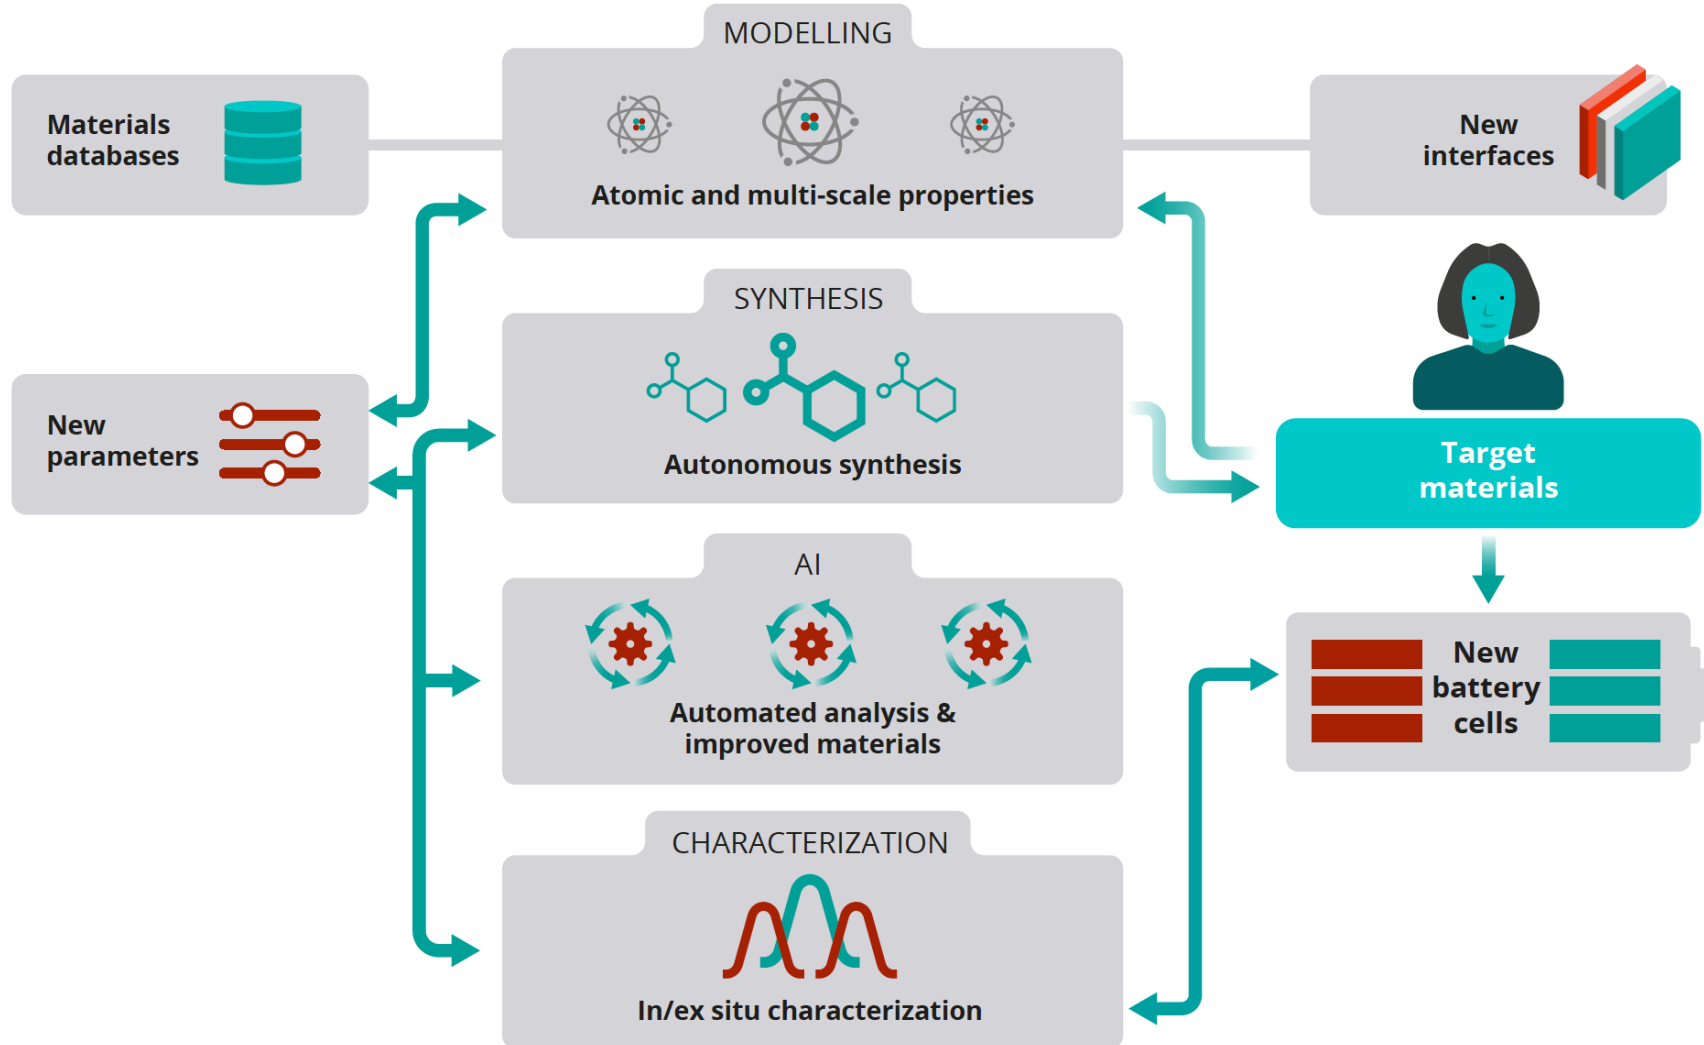 MODELLING
Materials
databases
Atomic and multi-scale properties
New
interfaces
SYNTHESIS
New
parameters
Autonomous synthesis
Target
materials
AI
Automated analysis &
improved materials
New
battery
cells
CHARACTERIZATION
In/ex situ characterization